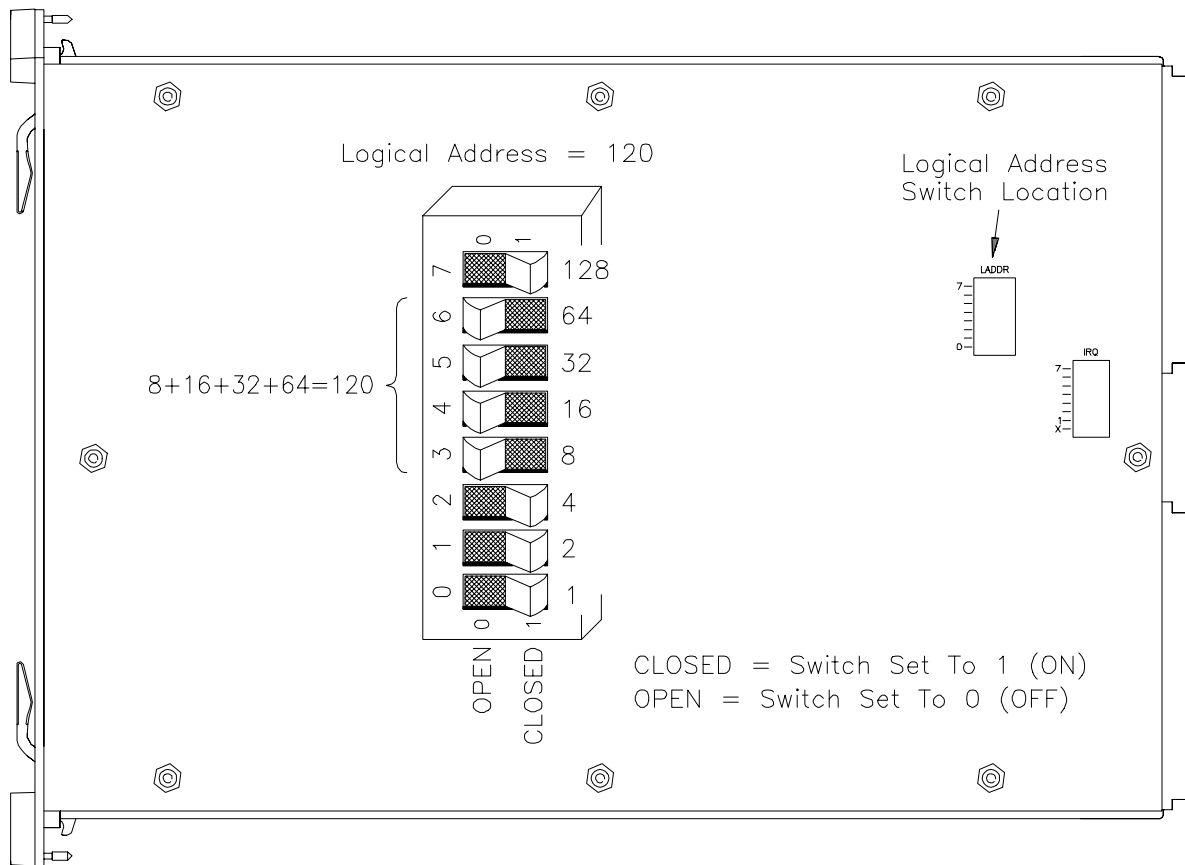 Logical Address = 120
Logical Address
Switch Location
LADDR
7
0
IRQ
7
1
X
0 1
7 128
6 64
5 32
4 16
3 8
2 4
1 2
0 1
0 1
8+16+32+64=120
OPEN
CLOSED
CLOSED = Switch Set To 1 (ON)
OPEN = Switch Set To 0 (OFF)